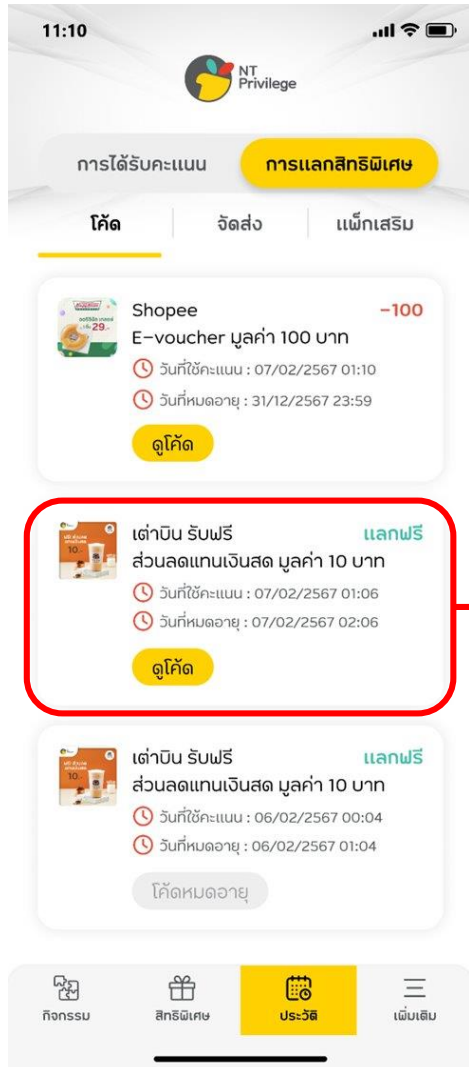 11:10
NT
Privilege
การได้รับคะแนน การแลกสิทธิพิเศษ
โค้ด จัดส่ง แพ็กเสริม
29.-
Shopee -100
E-voucher มูลค่า 100 บาท
วันที่ใช้คะแนน : 07/02/2567 01:10
วันที่หมดอายุ : 31/12/2567 23:59
ดูโค้ด
10.-
เต่าบิน รับฟรี แลกฟรี
ส่วนลดแทนเงินสด มูลค่า 10 บาท
วันที่ใช้คะแนน : 07/02/2567 01:06
วันที่หมดอายุ : 07/02/2567 02:06
ดูโค้ด
10.-
เต่าบิน รับฟรี แลกฟรี
ส่วนลดแทนเงินสด มูลค่า 10 บาท
วันที่ใช้คะแนน : 06/02/2567 00:04
วันที่หมดอายุ : 06/02/2567 01:04
โค้ดหมดอายุ
กิจกรรม สิทธิพิเศษ ประวัติ เพิ่มเติม